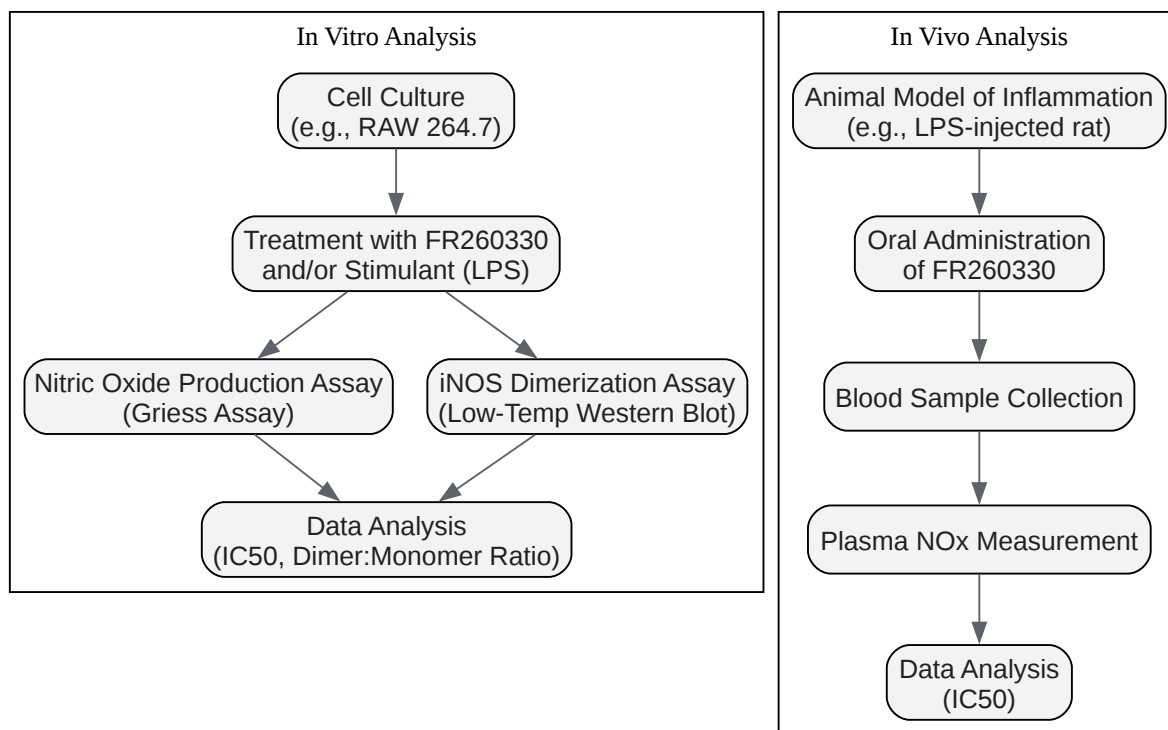 In Vitro Analysis
Cell Culture
(e.g., RAW 264.7)
Treatment with FR260330
and/or Stimulant (LPS)
Nitric Oxide Production Assay
(Griess Assay)
iNOS Dimerization Assay
(Low-Temp Western Blot)
Data Analysis
(IC50, Dimer:Monomer Ratio)
In Vivo Analysis
Animal Model of Inflammation
(e.g., LPS-injected rat)
Oral Administration
of FR260330
Blood Sample Collection
Plasma NOx Measurement
Data Analysis
(IC50)